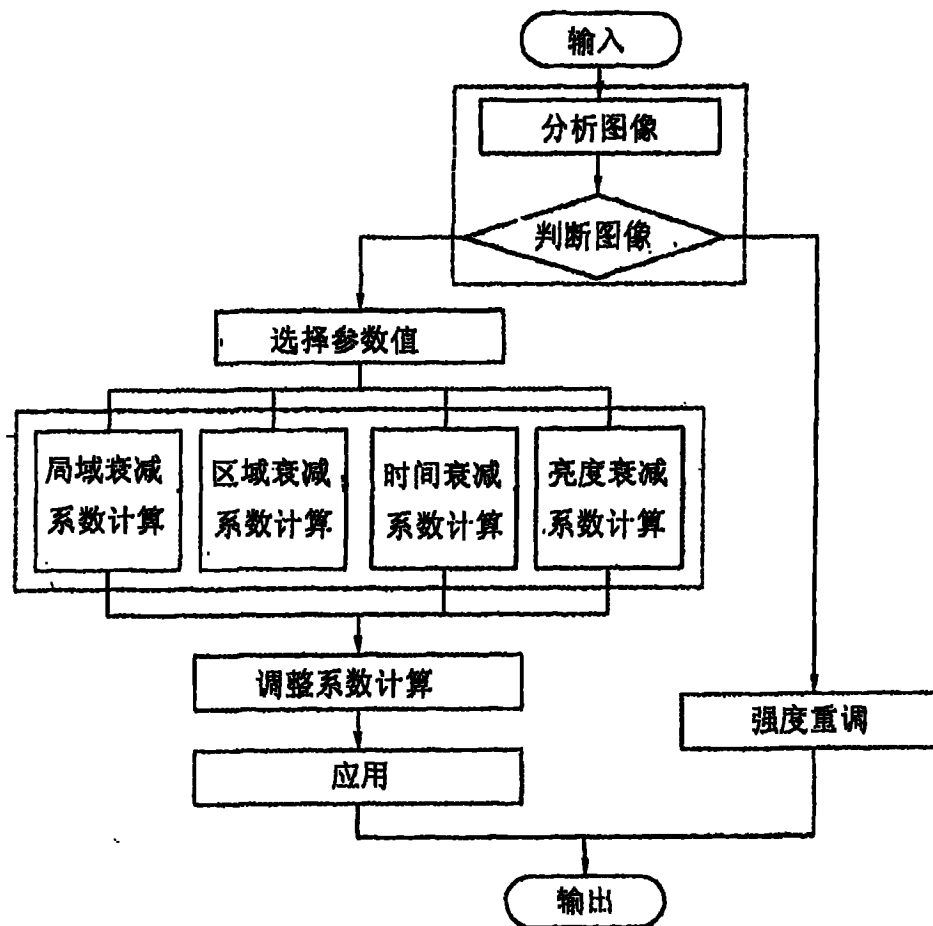 输入
分析图像
判断图像
选择参数值
局域衰减
系数计算
区域衰减
系数计算
时间衰减
系数计算
亮度衰减
系数计算
调整系数计算
强度重调
应用
输出